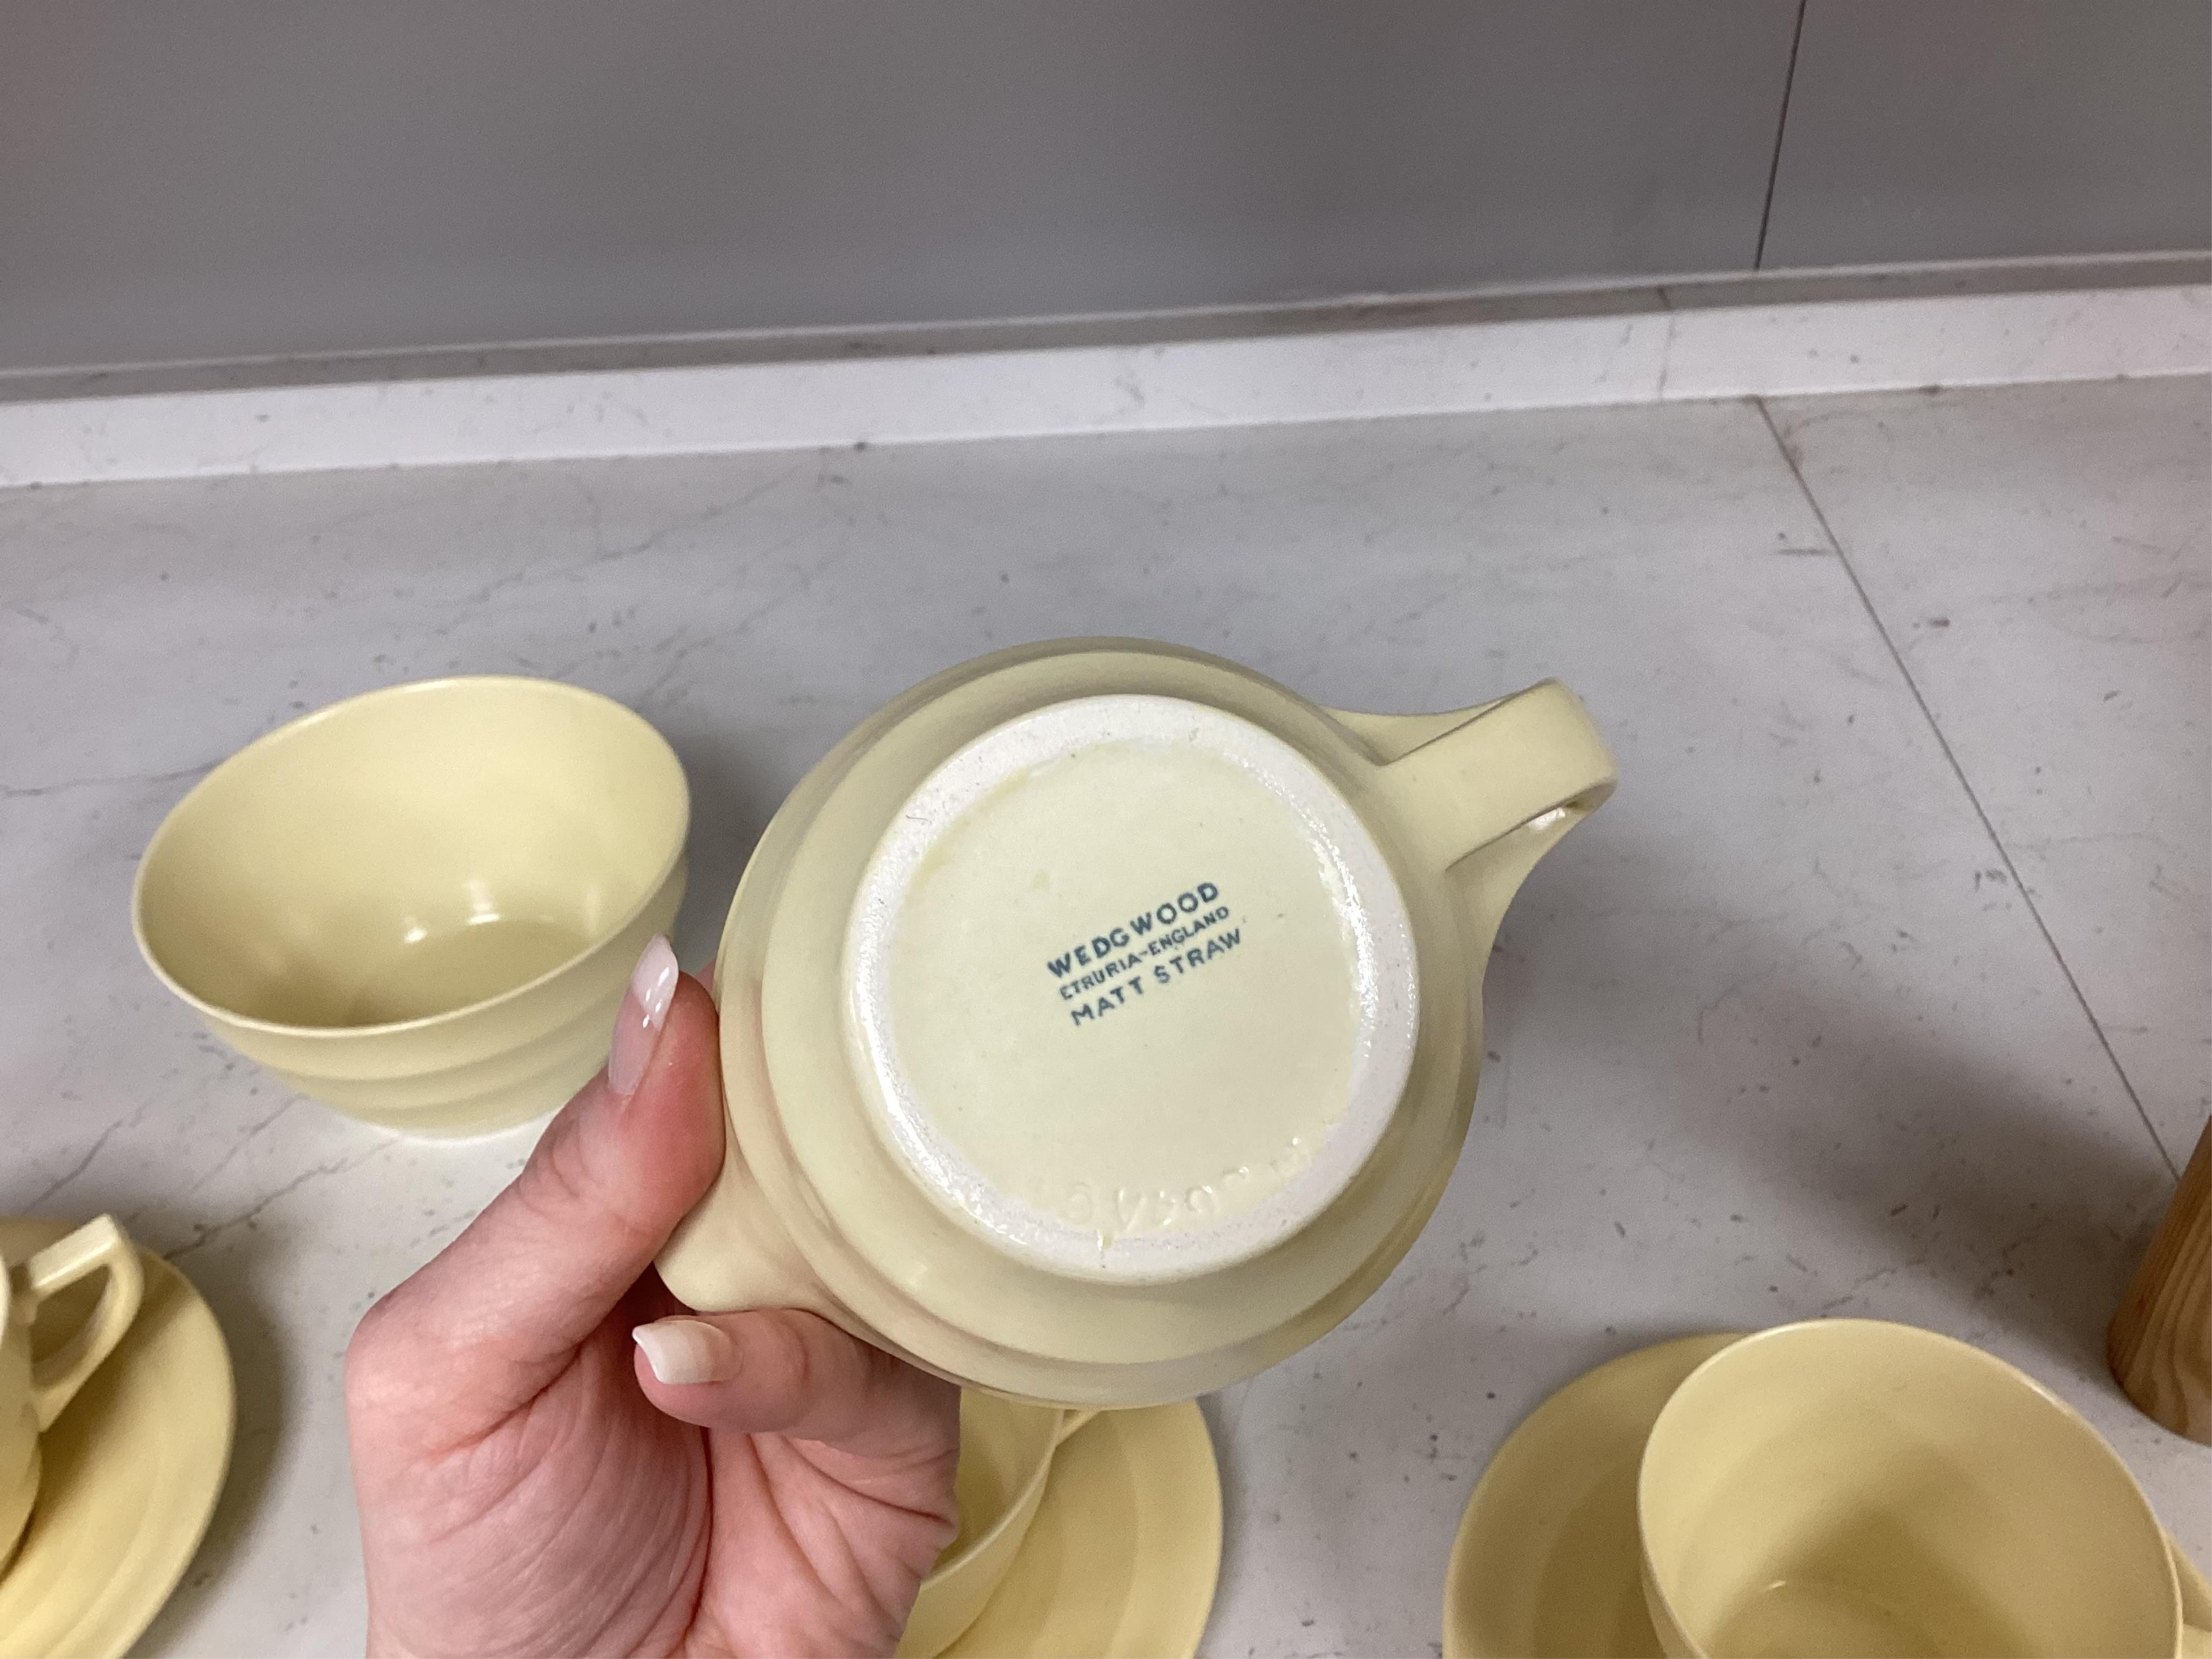 WEDGWOOD
ETRURIA-ENGLAND
MATT STRAW